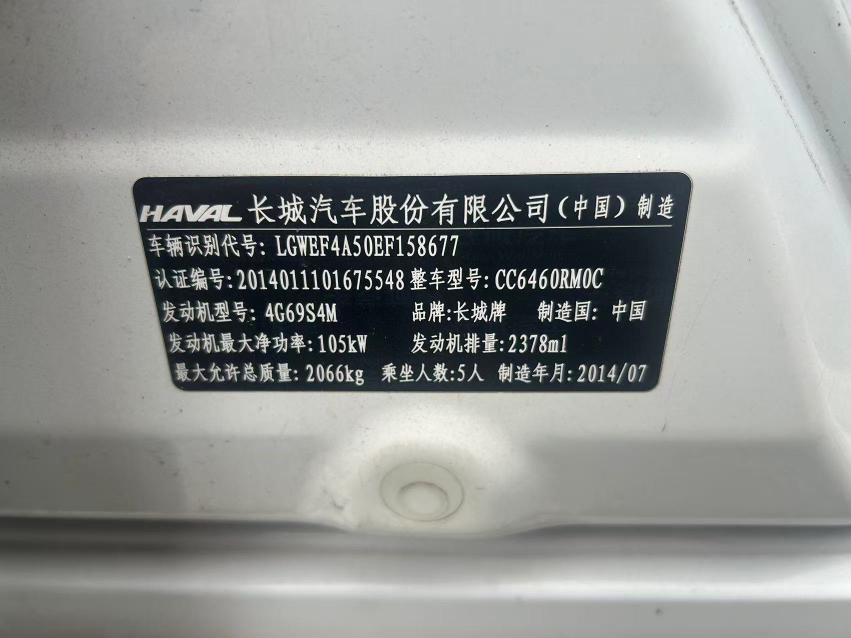 HAVAL 长城汽车股份有限公司(中国) 制造
车辆识别代号: LGWEF4A50EF158677
认证编号:2014011101675548 整车型号: CC6460RM0C
发动机型号: 4G69S4M 品牌:长城牌 制造国: 中国
发动机最大净功率:105kW 发动机排量:2378ml
最大允许总质量: 2066kg 乘坐人数:5人 制造年月:2014/07